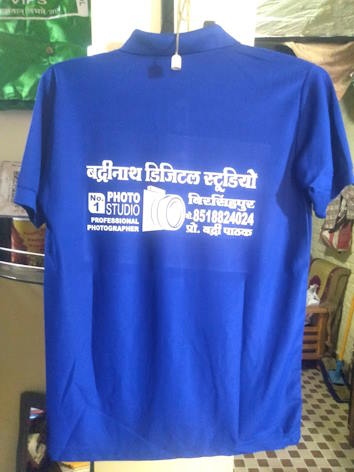 बद्रीनाथ डिजिटल स्टूडियो
No. 1 PHOTO STUDIO
PROFESSIONAL
PHOTOGRAPHER
बिरसिंहपुर
मो.8518824024
प्रो. बद्री पाठक